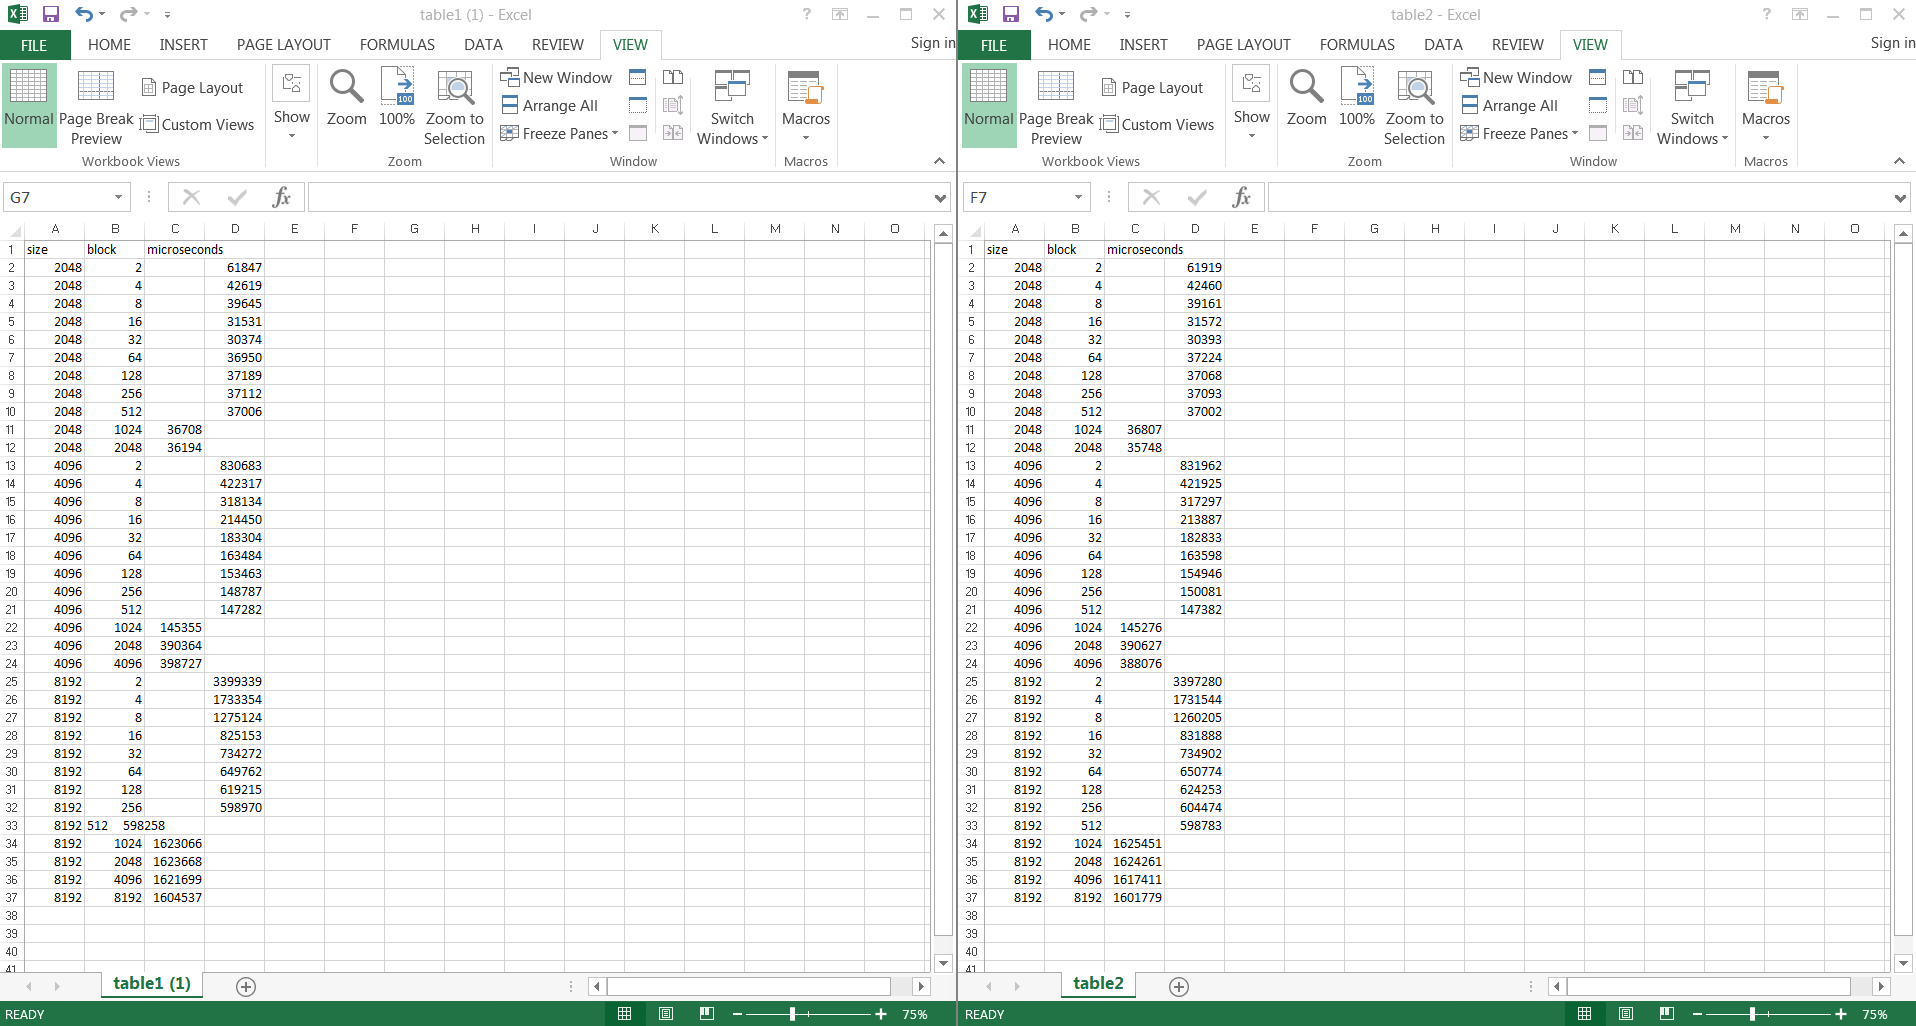 table1 (1) - Excel
FILE HOME INSERT PAGE LAYOUT FORMULAS DATA REVIEW VIEW Sign in
Normal
Page Break
Preview
Page Layout
Custom Views
Workbook Views
Show
Zoom
100
100%
Zoom to
Selection
Zoom
New Window
Arrange All
Freeze Panes
Switch
Windows
Window
Macros
Macros
G7 fx
A B C D E F G H I J K L M N O
1 size block microseconds
2 2048 2 61847
3 2048 4 42619
4 2048 8 39645
5 2048 16 31531
6 2048 32 30374
7 2048 64 36950
8 2048 128 37189
9 2048 256 37112
10 2048 512 37006
11 2048 1024 36708
12 2048 2048 36194
13 4096 2 830683
14 4096 4 422317
15 4096 8 318134
16 4096 16 214450
17 4096 32 183304
18 4096 64 163484
19 4096 128 153463
20 4096 256 148787
21 4096 512 147282
22 4096 1024 145355
23 4096 2048 390364
24 4096 4096 398727
25 8192 2 3399339
26 8192 4 1733354
27 8192 8 1275124
28 8192 16 825153
29 8192 32 734272
30 8192 64 649762
31 8192 128 619215
32 8192 256 598970
33 8192 512 598258
34 8192 1024 1623066
35 8192 2048 1623668
36 8192 4096 1621699
37 8192 8192 1604537
38
39
40
41
table1 (1)
READY 75%
table2 - Excel
FILE HOME INSERT PAGE LAYOUT FORMULAS DATA REVIEW VIEW Sign in
Normal
Page Break
Preview
Page Layout
Custom Views
Workbook Views
Show
Zoom
100
100%
Zoom to
Selection
Zoom
New Window
Arrange All
Freeze Panes
Switch
Windows
Window
Macros
Macros
F7 fx
A B C D E F G H I J K L M N O
1 size block microseconds
2 2048 2 61919
3 2048 4 42460
4 2048 8 39161
5 2048 16 31572
6 2048 32 30393
7 2048 64 37224
8 2048 128 37068
9 2048 256 37093
10 2048 512 37002
11 2048 1024 36807
12 2048 2048 35748
13 4096 2 831962
14 4096 4 421925
15 4096 8 317297
16 4096 16 213887
17 4096 32 182833
18 4096 64 163598
19 4096 128 154946
20 4096 256 150081
21 4096 512 147382
22 4096 1024 145276
23 4096 2048 390627
24 4096 4096 388076
25 8192 2 3397280
26 8192 4 1731544
27 8192 8 1260205
28 8192 16 831888
29 8192 32 734902
30 8192 64 650774
31 8192 128 624253
32 8192 256 604474
33 8192 512 598783
34 8192 1024 1625451
35 8192 2048 1624261
36 8192 4096 1617411
37 8192 8192 1601779
38
39
40
41
table2
READY 75%